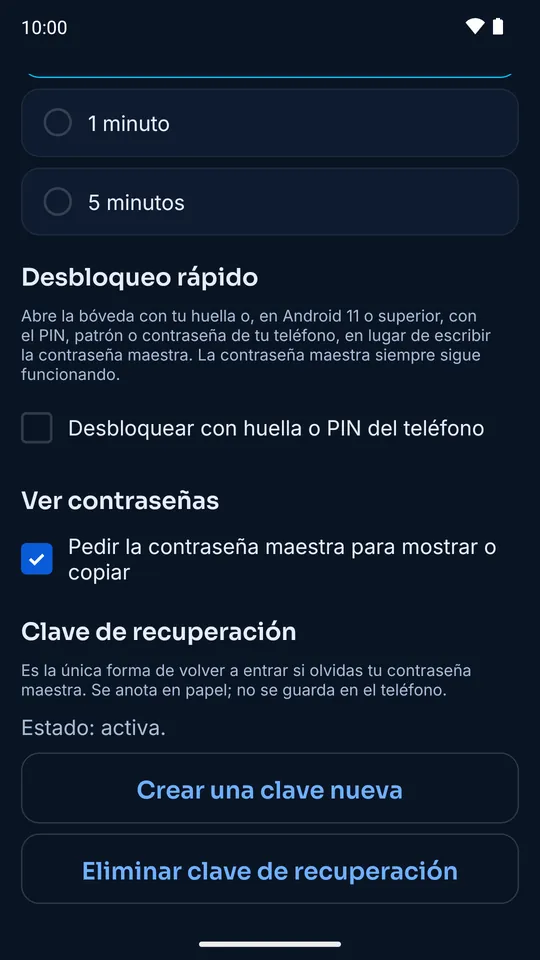 10:00
1 minuto
5 minutos
Desbloqueo rápido
Abre la bóveda con tu huella o, en Android 11 o superior, con
el PIN, patrón o contraseña de tu teléfono, en lugar de escribir
la contraseña maestra. La contraseña maestra siempre sigue
funcionando.
Desbloquear con huella o PIN del teléfono
Ver contraseñas
Pedir la contraseña maestra para mostrar o
copiar
Clave de recuperación
Es la única forma de volver a entrar si olvidas tu contraseña
maestra. Se anota en papel; no se guarda en el teléfono.
Estado: activa.
Crear una clave nueva
Eliminar clave de recuperación